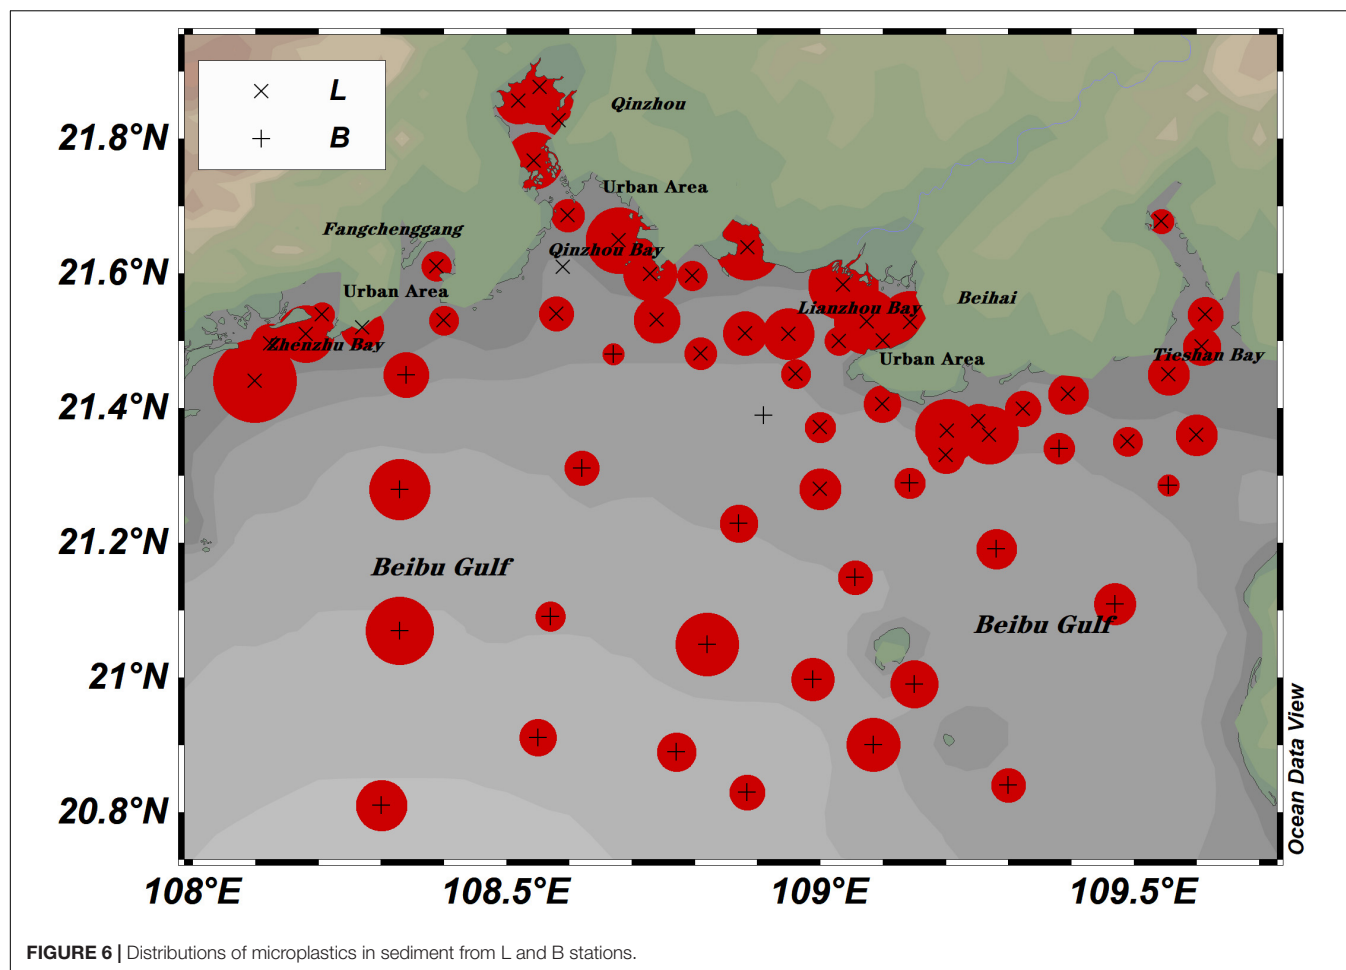 L
B
Qinzhou
21.8°N
Urban Area
Fangchenggang
Qinzhou Bay
21.6°N
Urban Area
Beihai
Lianzhou Bay
Zhenzhu Bay
Urban Area
Tieshan Bay
21.4°N
21.2°N
Beibu Gulf
Beibu Gulf
21°N
20.8°N
Ocean Data View
108°E
108.5°E
109°E
109.5°E
FIGURE 6 | Distributions of microplastics in sediment from L and B stations.